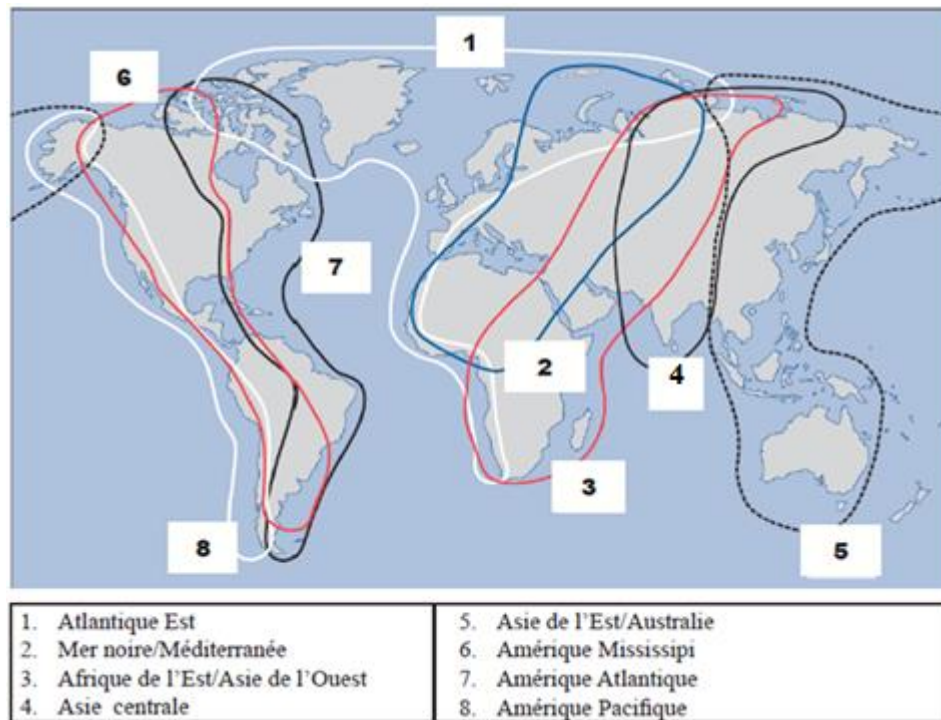 1
6
7
2
4
3
8
5
1. Atlantique Est
2. Mer noire/Méditerranée
3. Afrique de l'Est/Asie de l'Ouest
4. Asie centrale
5. Asie de l'Est/Australie
6. Amérique Mississipi
7. Amérique Atlantique
8. Amérique Pacifique